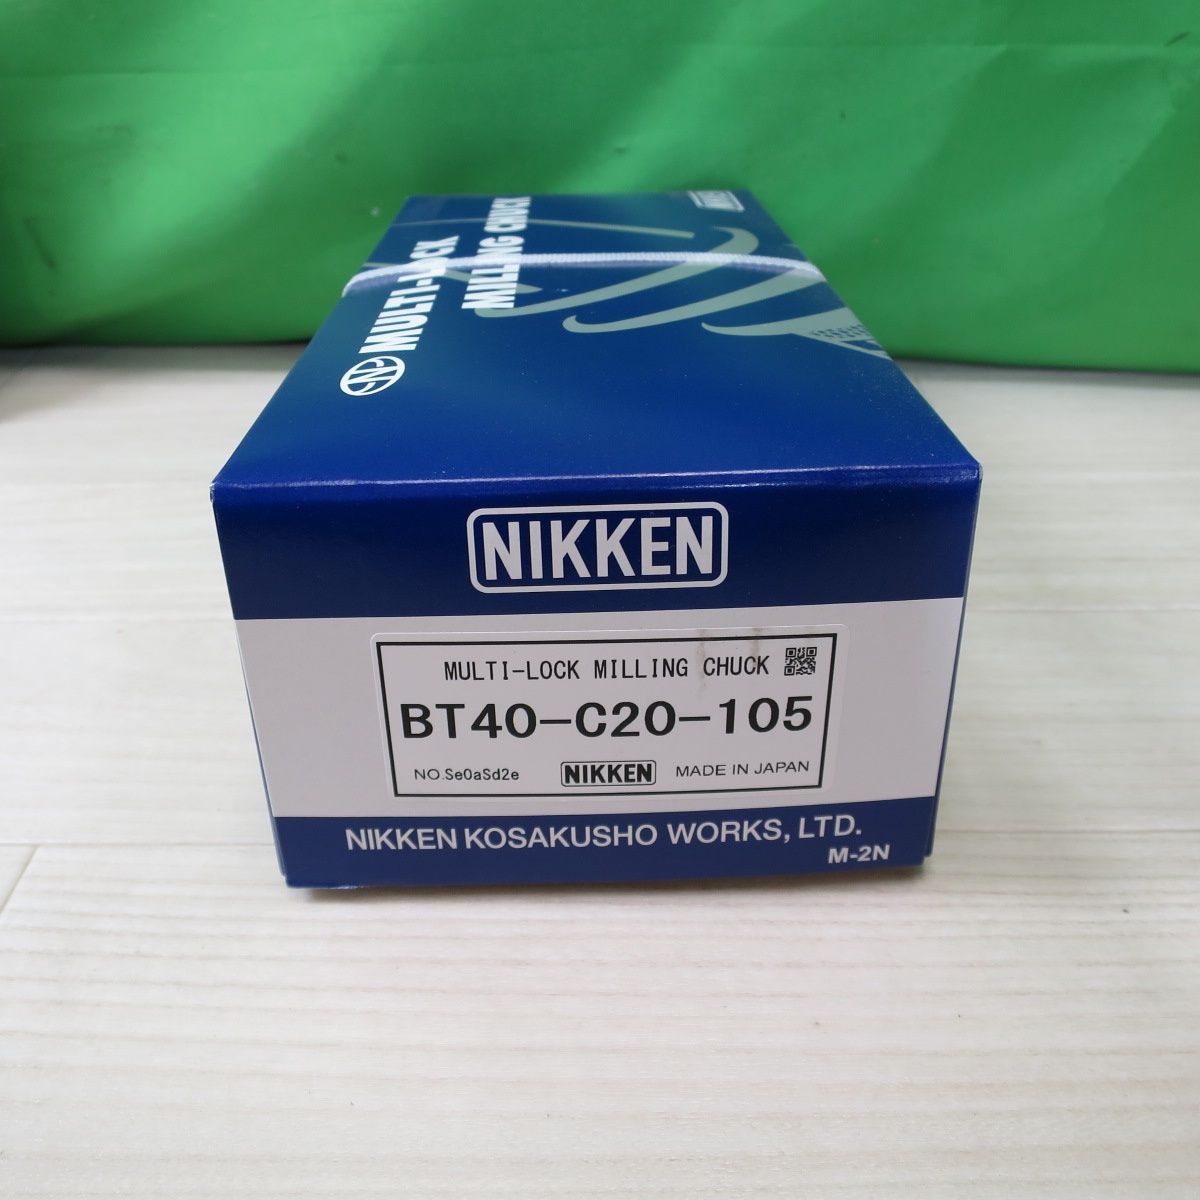 NIKKEN
MULTI-LOCK
MILLING CHUCK
NIKKEN
MULTI-LOCK MILLING CHUCK
BT40-C20-105
NO.Se0aSd2e NIKKEN MADE IN JAPAN
NIKKEN KOSAKUSHO WORKS, LTD.
M-2N